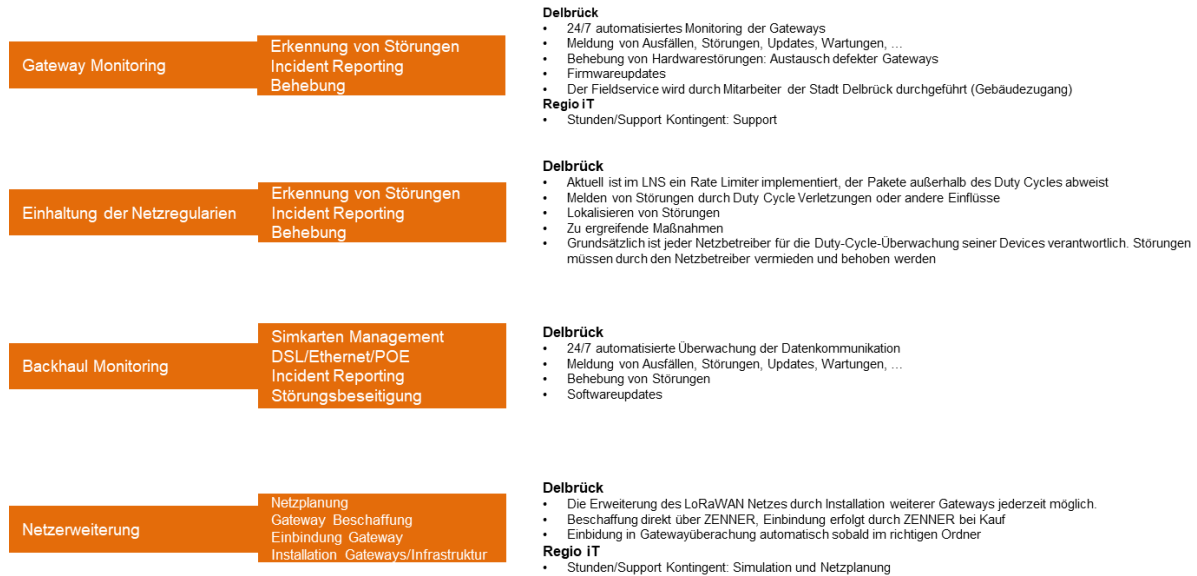 Gateway Monitoring
Erkennung von Störungen
Incident Reporting
Behebung
Delbrück
• 24/7 automatisiertes Monitoring der Gateways
• Meldung von Ausfällen, Störungen, Updates, Wartungen, …
• Behebung von Hardwarestörungen: Austausch defekter Gateways
• Firmwareupdates
• Der Fieldservice wird durch Mitarbeiter der Stadt Delbrück durchgeführt (Gebäudezugang)
Regio iT
• Stunden/Support Kontingent: Support
Einhaltung der Netzregularien
Erkennung von Störungen
Incident Reporting
Behebung
Delbrück
• Aktuell ist im LNS ein Rate Limiter implementiert, der Pakete außerhalb des Duty Cycles abweist
• Melden von Störungen durch Duty Cycle Verletzungen oder andere Einflüsse
• Lokalisieren von Störungen
• Zu ergreifende Maßnahmen
• Grundsätzlich ist jeder Netzbetreiber für die Duty-Cycle-Überwachung seiner Devices verantwortlich. Störungen
müssen durch den Netzbetreiber vermieden und behoben werden
Backhaul Monitoring
Simkarten Management
DSL/Ethernet/POE
Incident Reporting
Störungsbeseitigung
Delbrück
• 24/7 automatisierte Überwachung der Datenkommunikation
• Meldung von Ausfällen, Störungen, Updates, Wartungen, …
• Behebung von Störungen
• Softwareupdates
Netzerweiterung
Netzplanung
Gateway Beschaffung
Einbindung Gateway
Installation Gateways/Infrastruktur
Delbrück
• Die Erweiterung des LoRaWAN Netzes durch Installation weiterer Gateways jederzeit möglich.
• Beschaffung direkt über ZENNER, Einbindung erfolgt durch ZENNER bei Kauf
• Einbidung in Gatewayüberachung automatisch sobald im richtigen Ordner
Regio iT
• Stunden/Support Kontingent: Simulation und Netzplanung